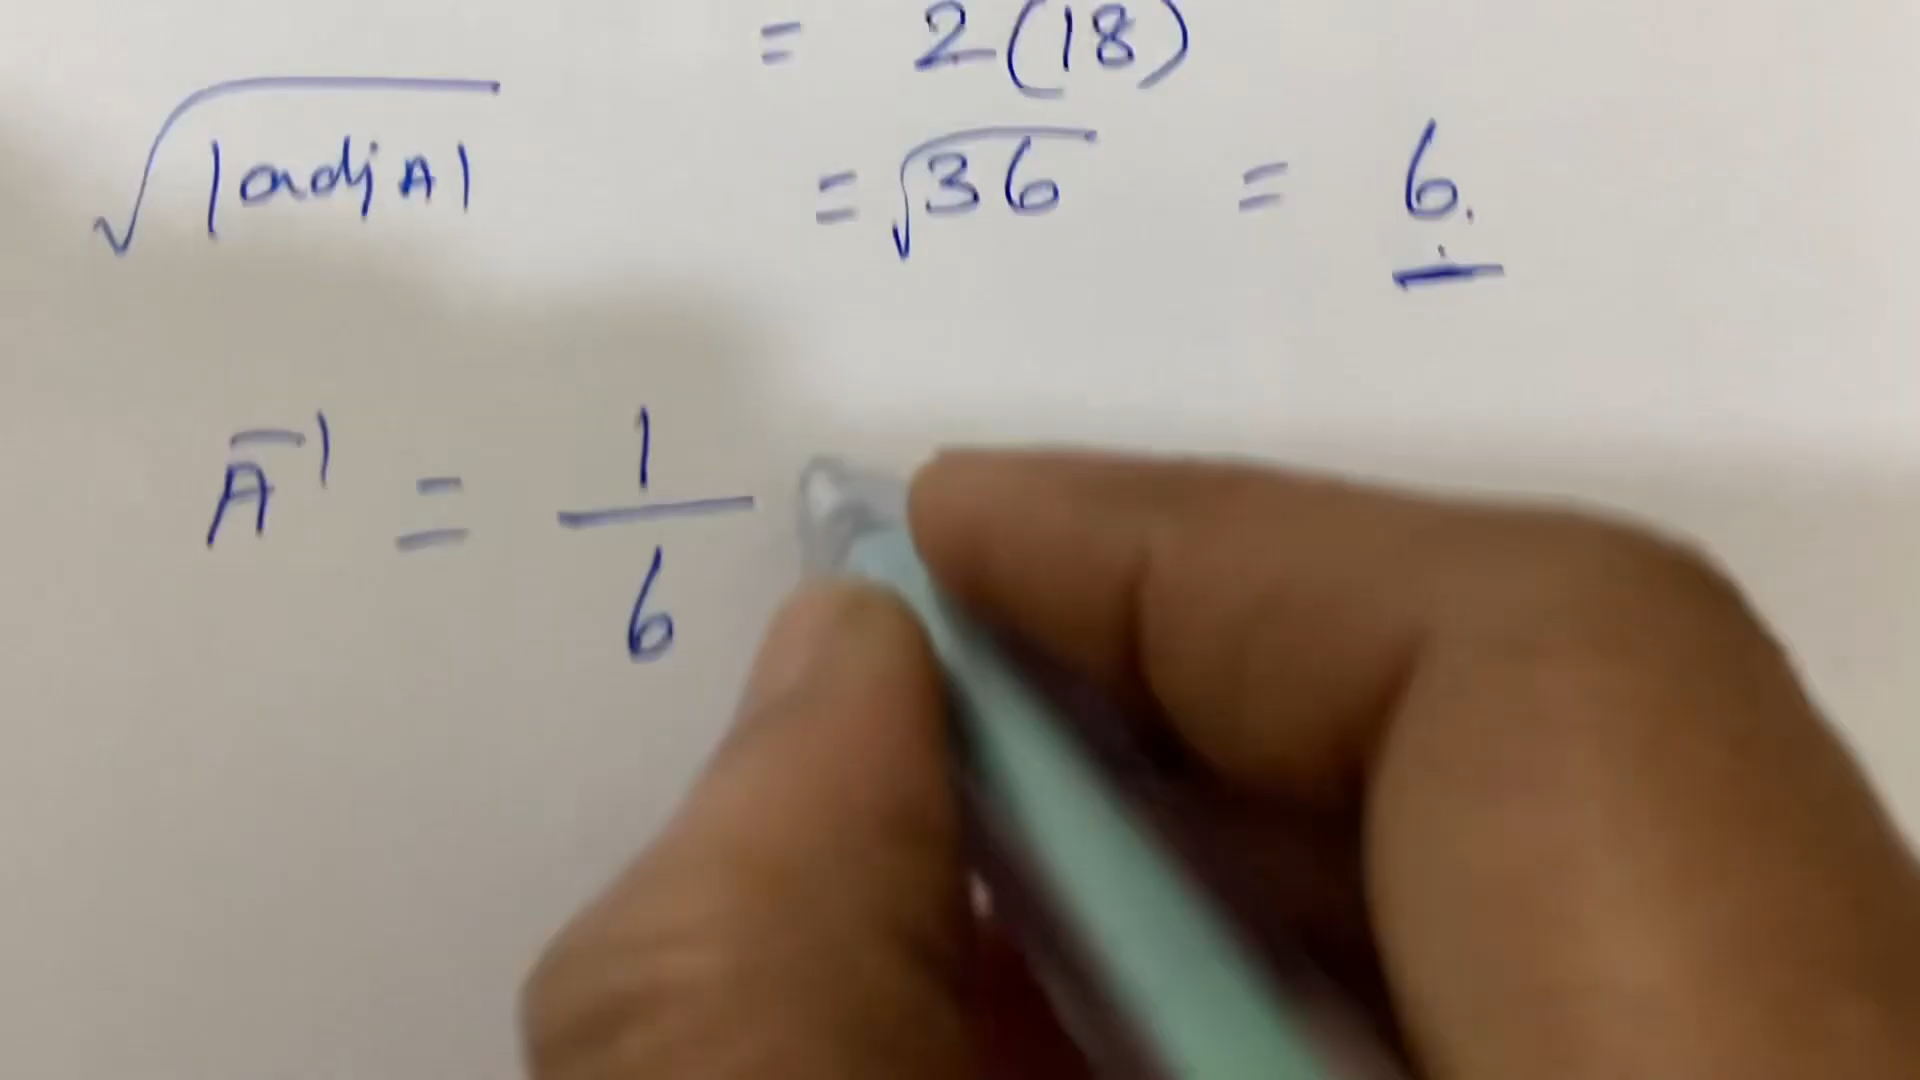 = 2(18)
√|adj A| = √36 = 6.
A⁻¹ = 1/6